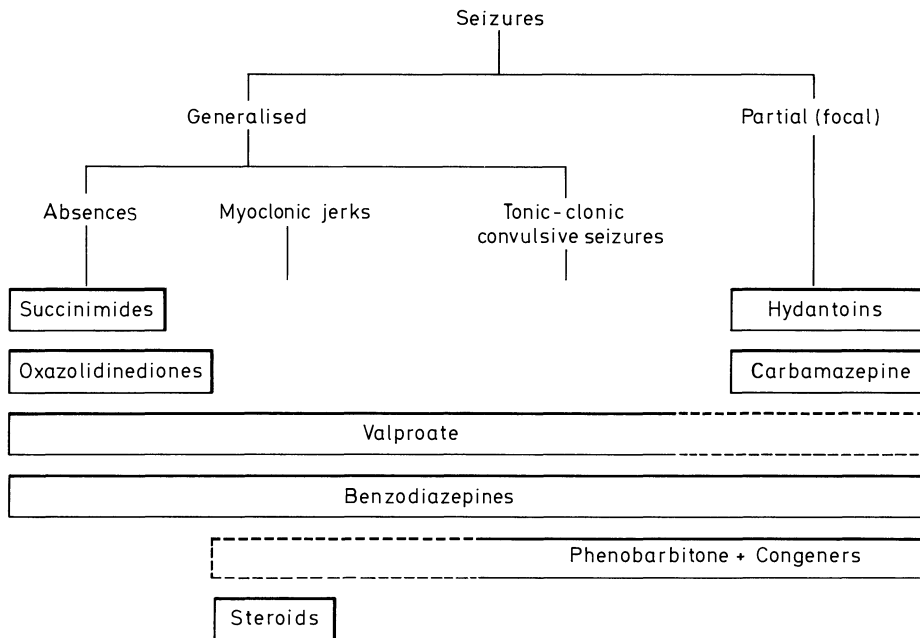 Seizures
Generalised
Partial (focal)
Absences
Myoclonic jerks
Tonic-clonic
convulsive seizures
Succinimides
Hydantoins
Oxazolidinediones
Carbamazepine
Valproate
Benzodiazepines
Phenobarbitone + Congeners
Steroids